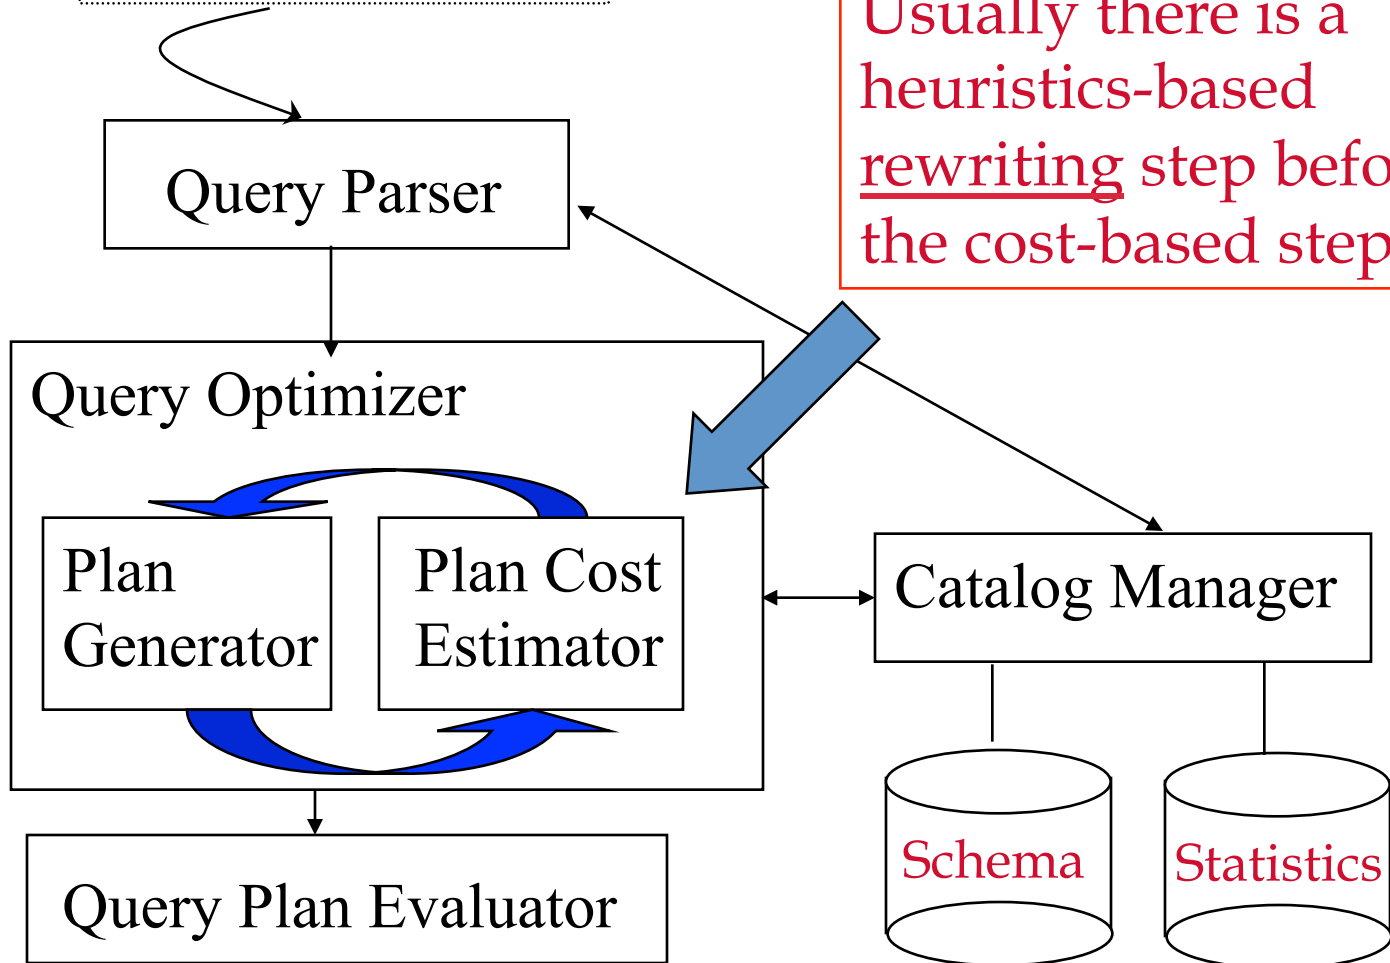 Usually there is a
heuristics-based
rewriting step befo
the cost-based step
Query Parser
Query Optimizer
Plan
Generator
Plan Cost
Estimator
Catalog Manager
Schema
Statistics
Query Plan Evaluator